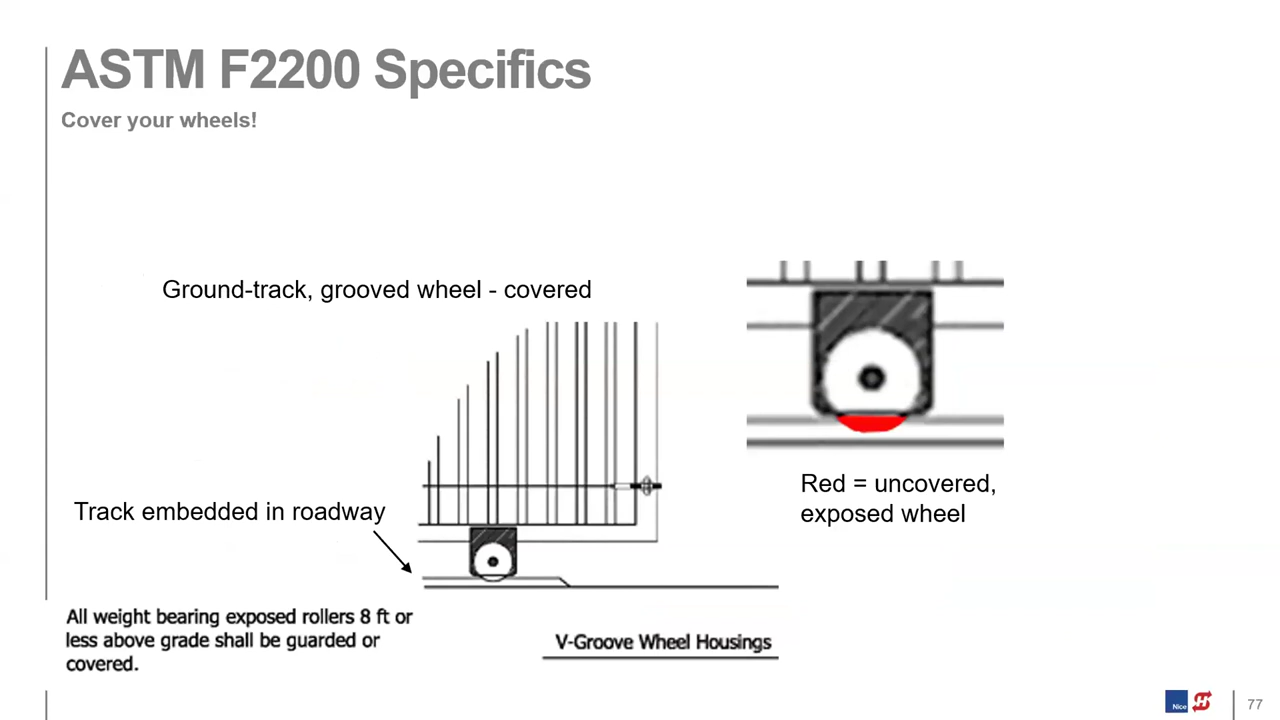 ASTM F2200 Specifics
Cover your wheels!
Ground-track, grooved wheel - covered
Red = uncovered,
exposed wheel
Track embedded in roadway
All weight bearing exposed rollers 8 ft or
less above grade shall be guarded or
covered.
V-Groove Wheel Housings
Nice
H
77